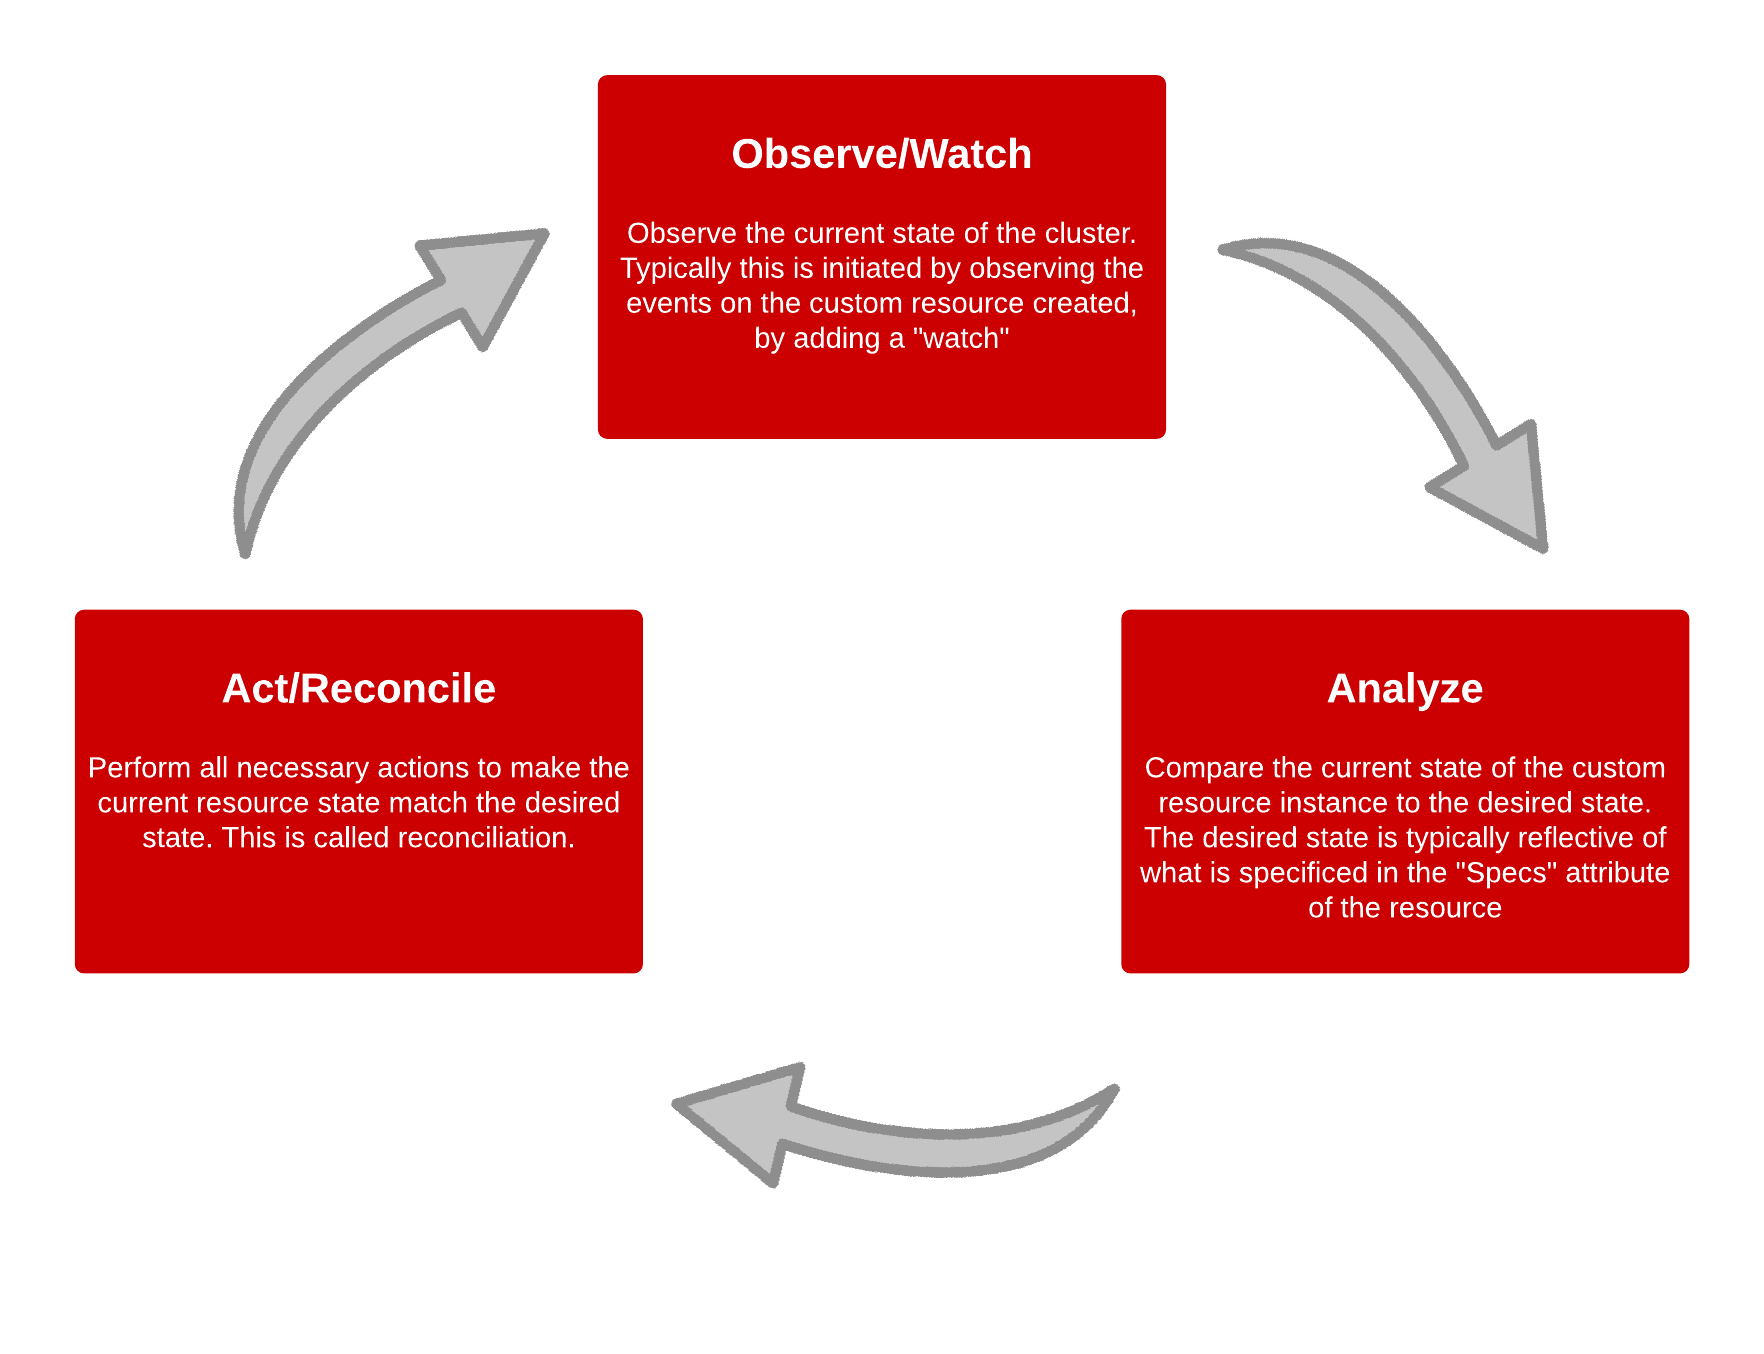 Observe/Watch
Observe the current state of the cluster.
Typically this is initiated by observing the
events on the custom resource created,
by adding a "watch"
Act/Reconcile
Perform all necessary actions to make the
current resource state match the desired
state. This is called reconciliation.
Analyze
Compare the current state of the custom
resource instance to the desired state.
The desired state is typically reflective of
what is specificed in the "Specs" attribute
of the resource